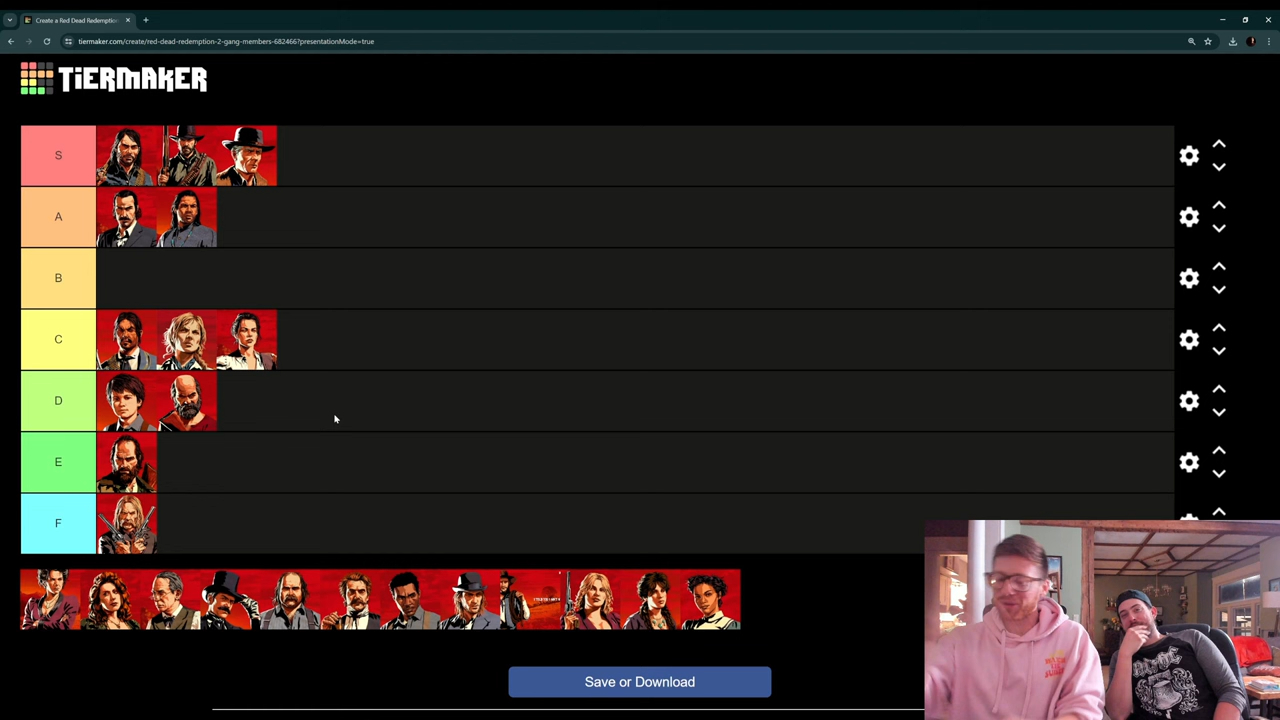 Create a Red Dead Redemption
tiermaker.com/create/red-dead-redemption-2-gang-members-682466?presentationMode=true
TiERMAKER
S
A
B
C
D
E
F
Save or Download